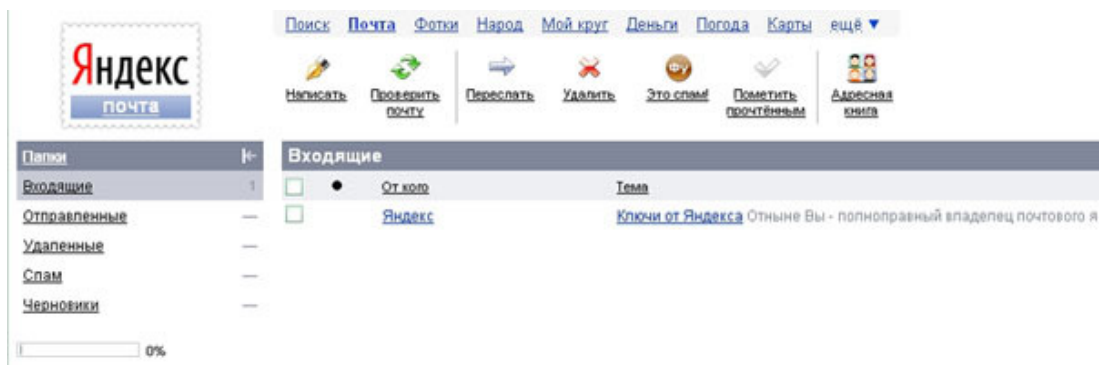 Поиск Почта Фотки Народ Мой круг Деньги Погода Карты ещё ▼
Яндекс
почта
Написать Проверить почту Переслать Удалить Это спам! Пометить прочтённым Адресная книга
Фу
Папки
Входящие 1
Отправленные —
Удаленные —
Спам —
Черновики —
0%
Входящие
От кого Тема
Яндекс Ключи от Яндекса Отныне Вы - полноправный владелец почтового я